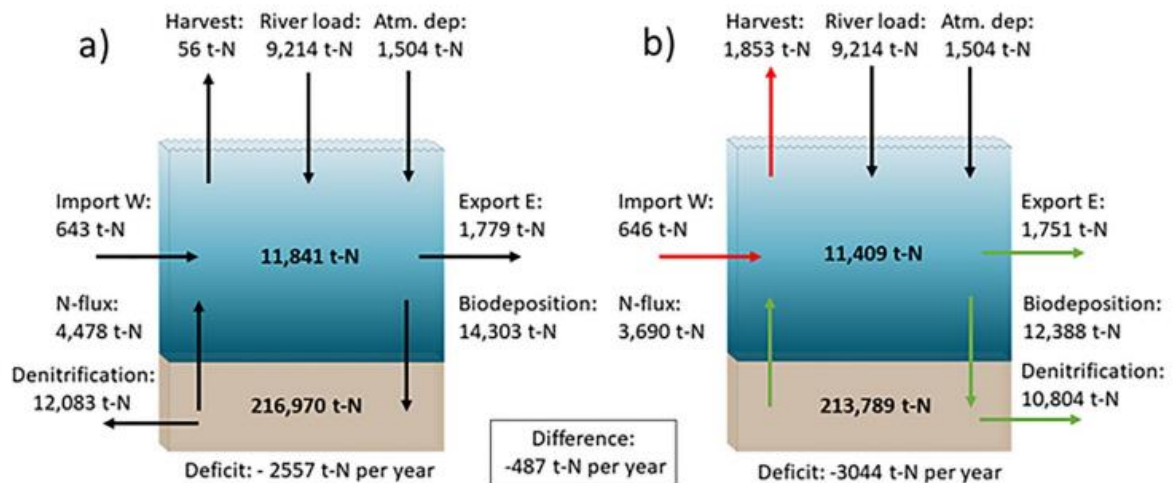 a)
Harvest:
56 t-N
River load:
9,214 t-N
Atm. dep:
1,504 t-N
Import W:
643 t-N
11,841 t-N
Export E:
1,779 t-N
N-flux:
4,478 t-N
Biodeposition:
14,303 t-N
Denitrification:
12,083 t-N
216,970 t-N
Deficit: - 2557 t-N per year
Difference:
-487 t-N per year
b)
Harvest:
1,853 t-N
River load:
9,214 t-N
Atm. dep:
1,504 t-N
Import W:
646 t-N
11,409 t-N
Export E:
1,751 t-N
N-flux:
3,690 t-N
Biodeposition:
12,388 t-N
Denitrification:
10,804 t-N
213,789 t-N
Deficit: -3044 t-N per year